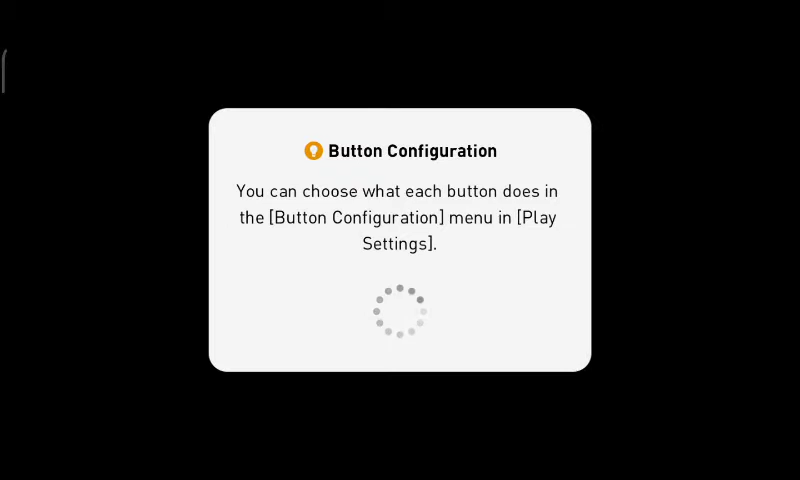 Button Configuration
You can choose what each button does in
the [Button Configuration] menu in [Play
Settings].